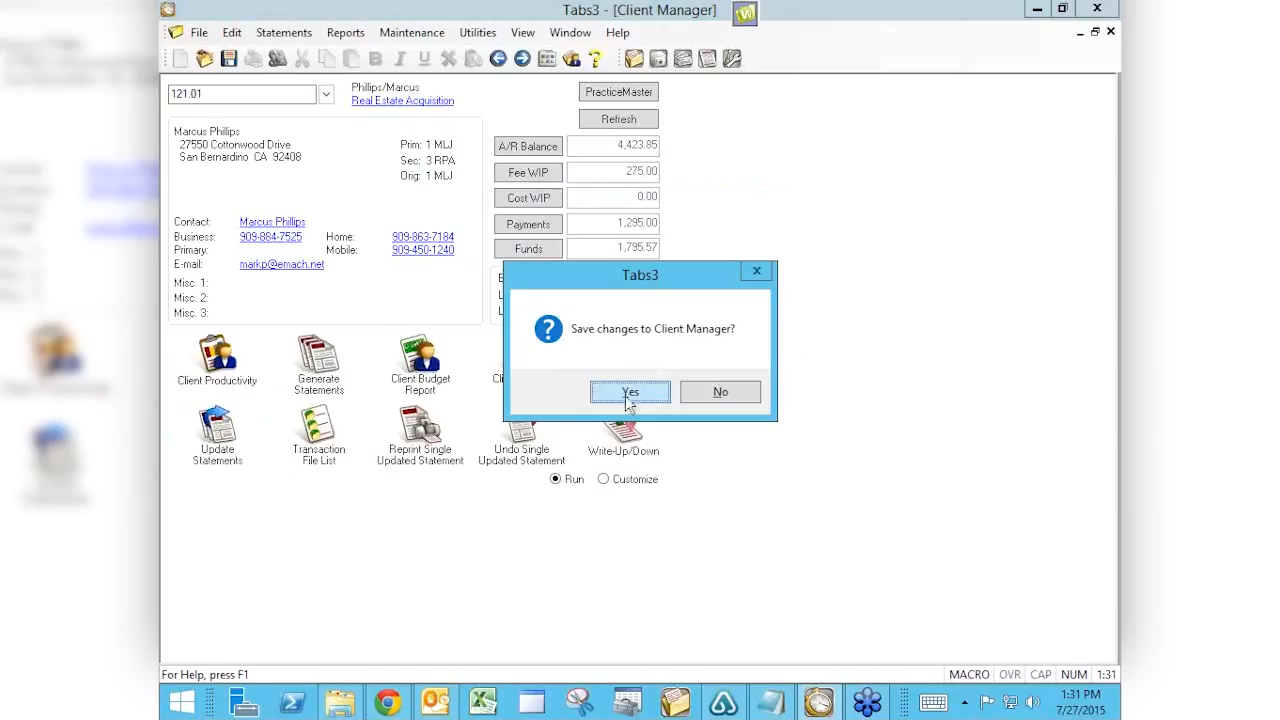 Tabs3 - [Client Manager]
File Edit Statements Reports Maintenance Utilities View Window Help
121.01
Phillips/Marcus
Real Estate Acquisition
PracticeMaster
Refresh
Marcus Phillips
27550 Cottonwood Drive
San Bernardino CA 92408
Prim: 1 MLJ
Sec: 3 RPA
Orig: 1 MLJ
A/R Balance 4,423.85
Fee WIP 275.00
Cost WIP 0.00
Payments 1,295.00
Funds 1,795.57
Contact: Marcus Phillips
Business: 909-884-7525 Home: 909-863-7184
Primary: Mobile: 909-450-1240
E-mail: markp@emach.net
Misc. 1:
Misc. 2:
Misc. 3:
Tabs3
Save changes to Client Manager?
Yes No
Client Productivity
Generate
Statements
Client Budget
Report
Update
Statements
Transaction
File List
Reprint Single
Updated Statement
Undo Single
Updated Statement
Write-Up/Down
Run Customize
For Help, press F1
MACRO OVR CAP NUM 1:31
1:31 PM
7/27/2015